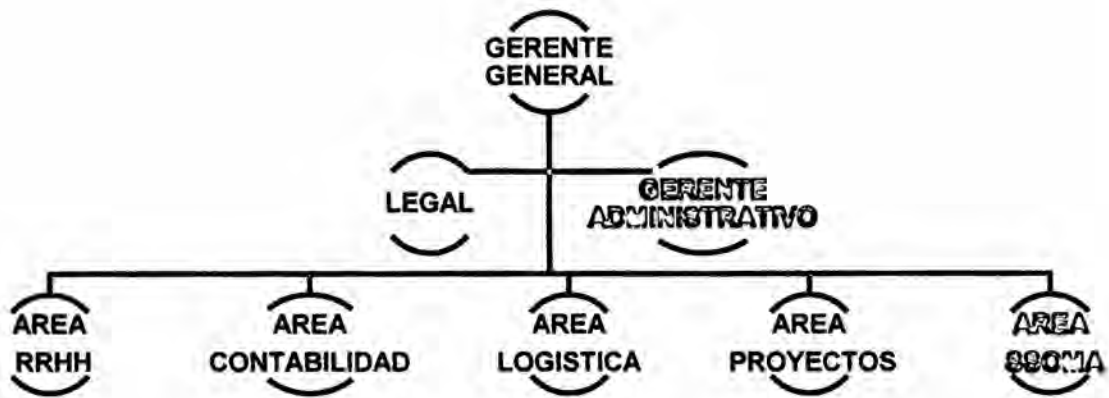 GERENTE
GENERAL
LEGAL
GERENTE
ADMINISTRATIVO
AREA
RRHH
AREA
CONTABILIDAD
AREA
LOGISTICA
AREA
PROYECTOS
AREA